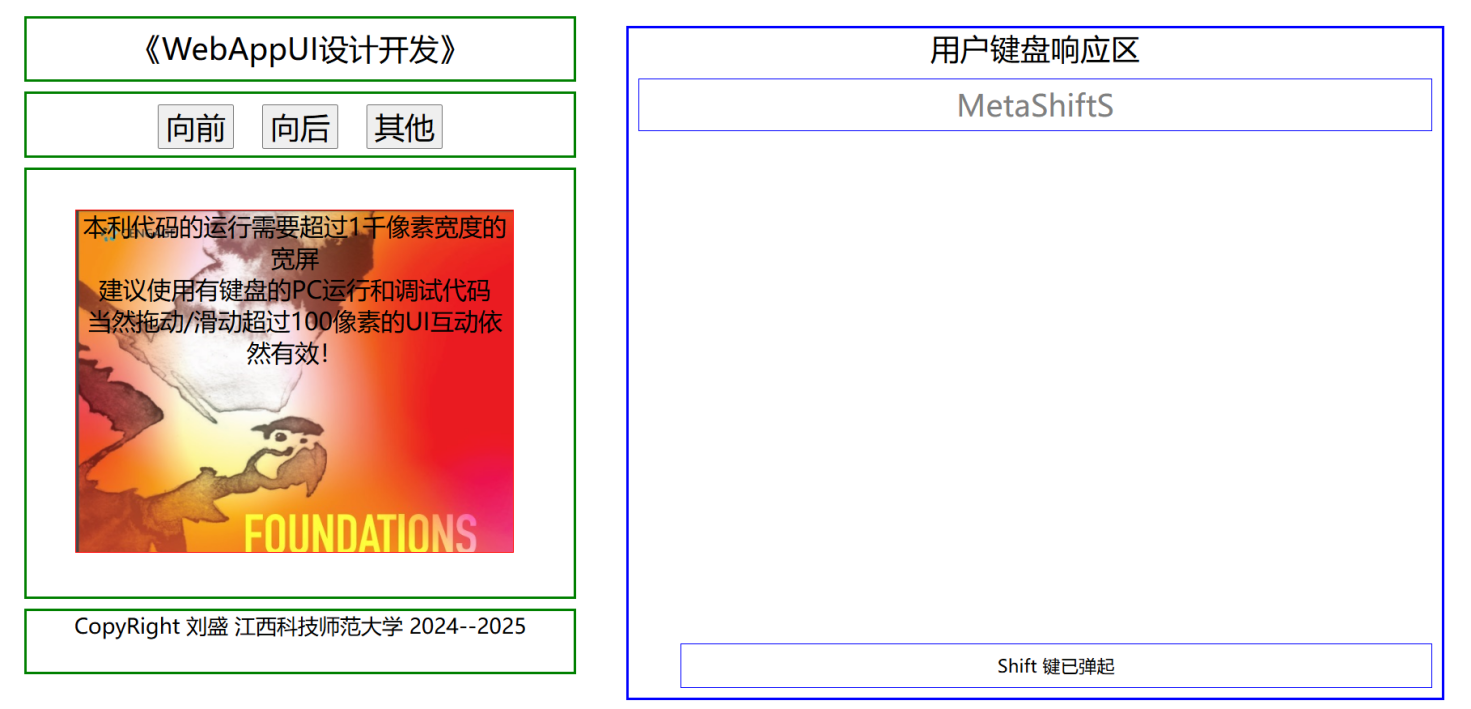 《WebAppUI设计开发》
向前 向后 其他
本利代码的运行需要超过1千像素宽度的
宽屏
建议使用有键盘的PC运行和调试代码
当然拖动/滑动超过100像素的UI互动依
然有效!
FOUNDATIONS
CopyRight 刘盛 江西科技师范大学 2024--2025
用户键盘响应区
MetaShiftS
Shift 键已弹起